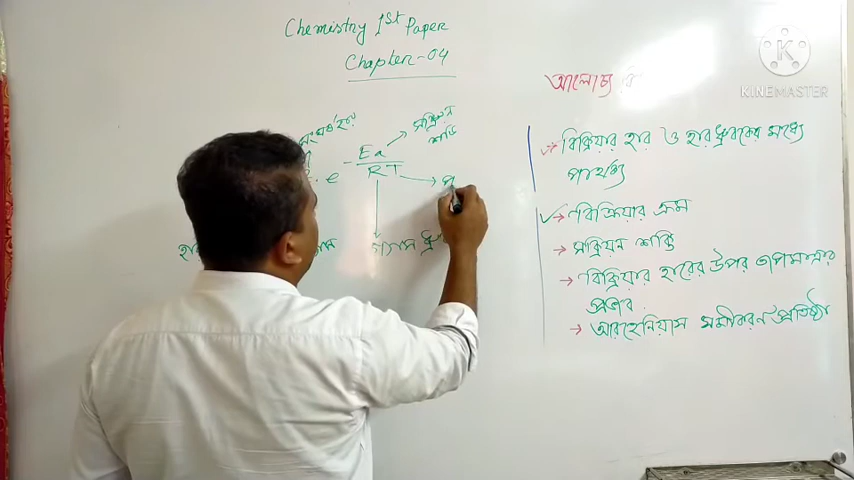 Chemistry 1st Paper
Chapter-04
সংঘর্ষ হার
সক্রিয়ন
শক্তি
e -Ea/RT
গ্যাস
আলোচ্য বি
→ বিক্রিয়ার হার ও হার ধ্রুবকের মধ্যে
পার্থক্য
→ বিক্রিয়ার ক্রম
→ সক্রিয়ন শক্তি
→ বিক্রিয়ার হারের উপর তাপমাত্রার
প্রভাব
→ আরহেনিয়াস সমীকরণ প্রতিষ্ঠা
KINEMASTER